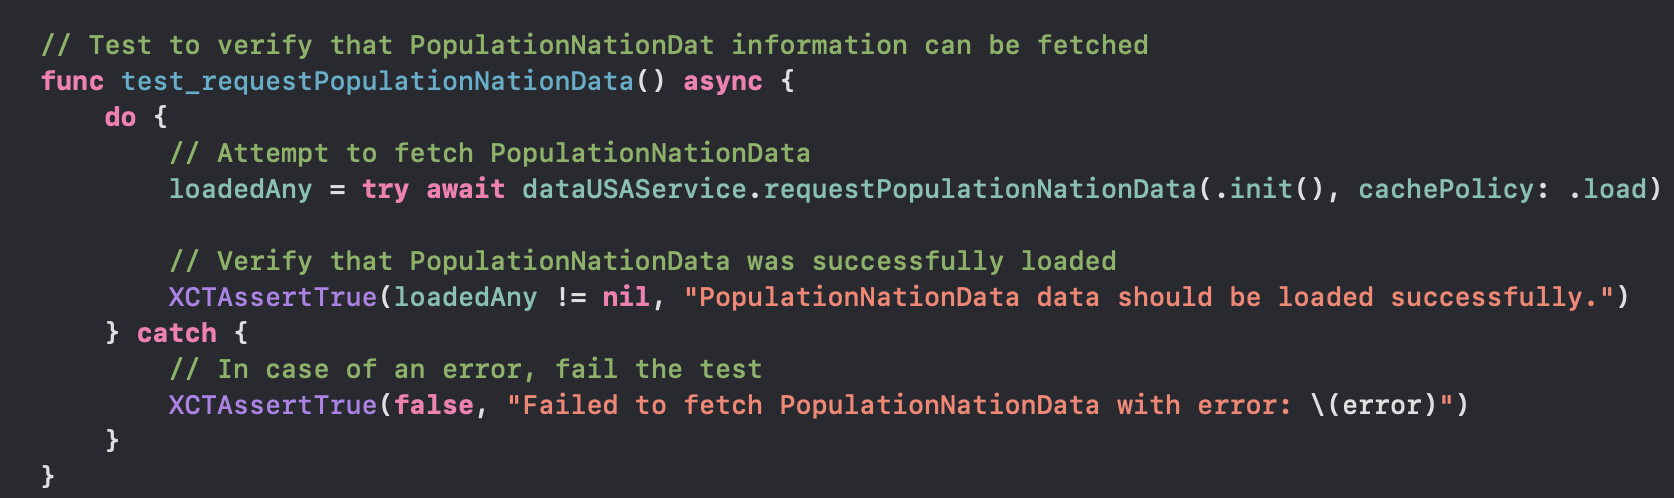 // Test to verify that PopulationNationDat information can be fetched
func test_requestPopulationNationData() async {
do {
// Attempt to fetch PopulationNationData
loadedAny = try await dataUSAService.requestPopulationNationData(.init(), cachePolicy: .load)
// Verify that PopulationNationData was successfully loaded
XCTAssertTrue(loadedAny != nil, "PopulationNationData data should be loaded successfully.")
} catch {
// In case of an error, fail the test
XCTAssertTrue(false, "Failed to fetch PopulationNationData with error: \(error)")
}
}